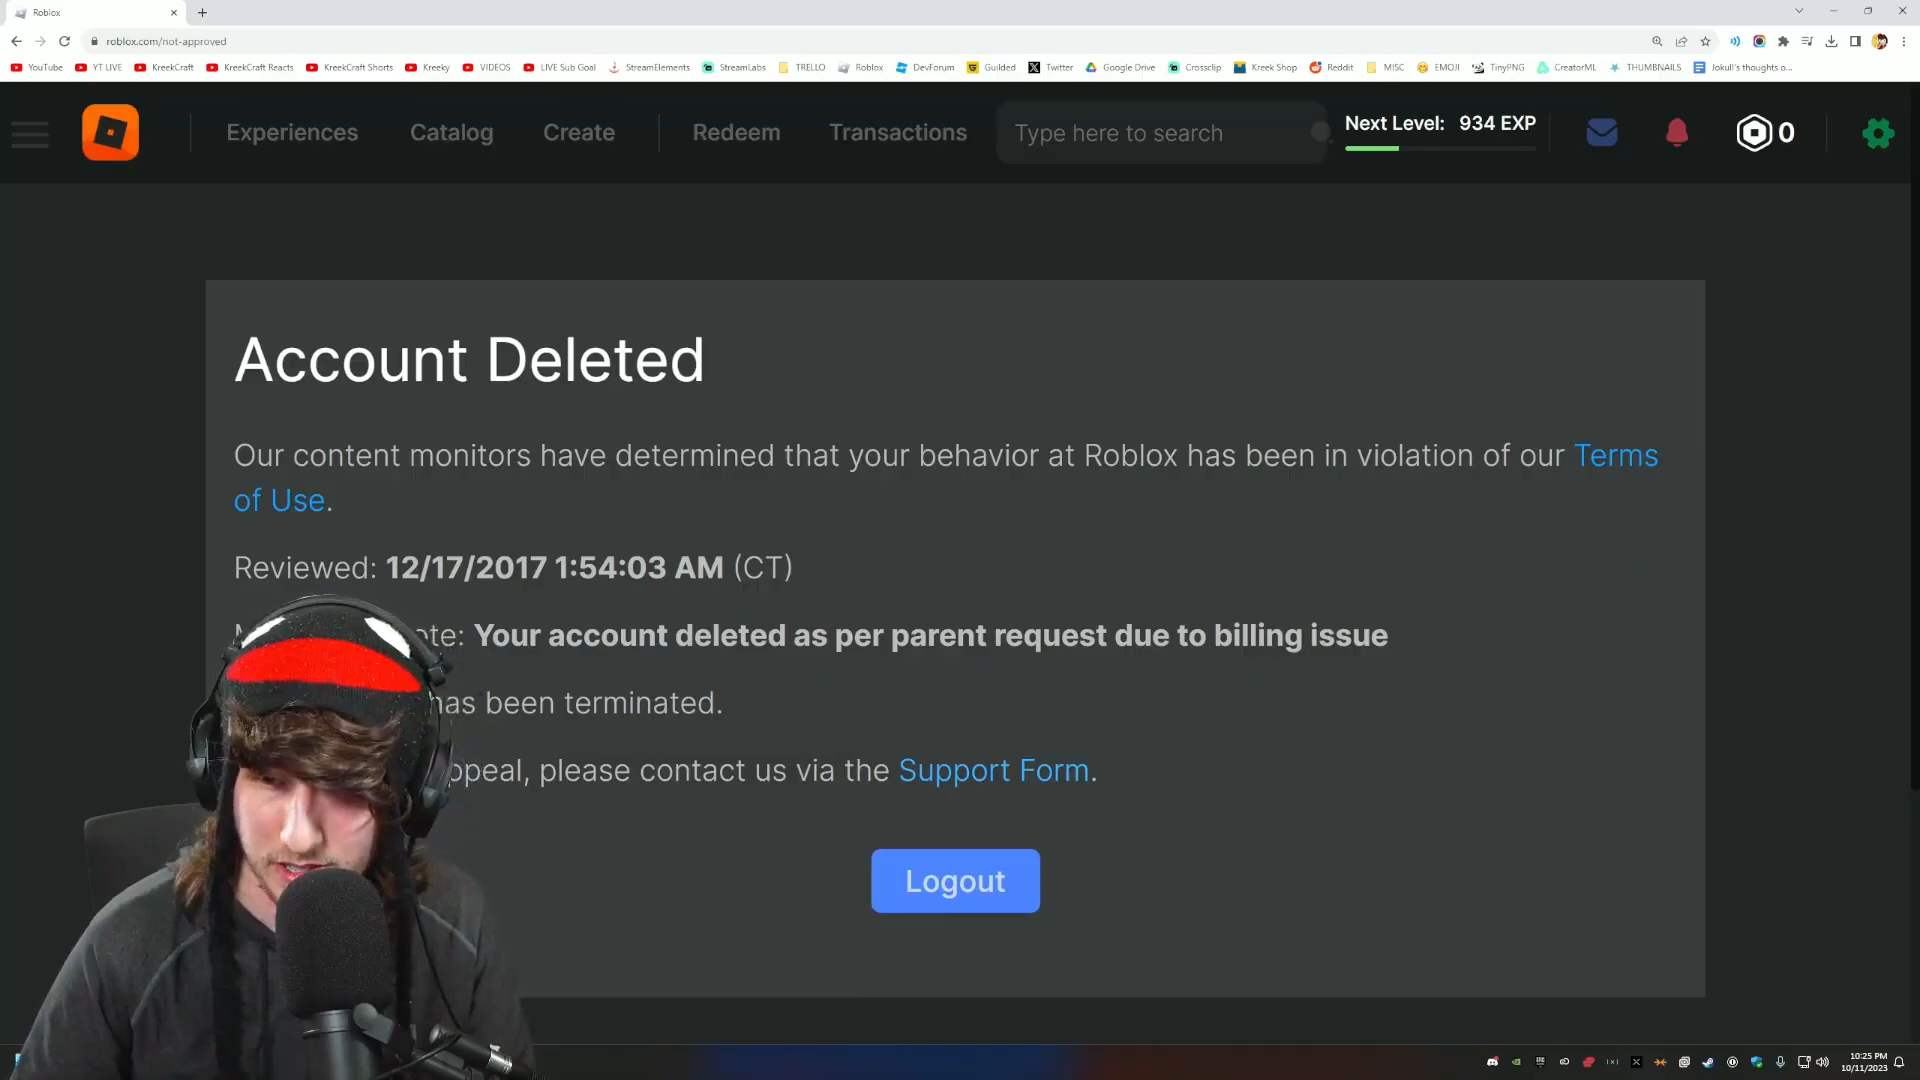 Roblox
roblox.com/not-approved
YouTube YT LIVE KreekCraft KreekCraft Reacts KreekCraft Shorts Kreeky VIDEOS LIVE Sub Goal StreamElements StreamLabs TRELLO Roblox DevForum Guilded Twitter Google Drive Crossclip Kreek Shop Reddit MISC EMOJI TinyPNG CreatorML THUMBNAILS Jokull's thoughts o...
Experiences Catalog Create Redeem Transactions Type here to search Next Level: 934 EXP 0
Account Deleted
Our content monitors have determined that your behavior at Roblox has been in violation of our Terms
of Use.
Reviewed: 12/17/2017 1:54:03 AM (CT)
ote: Your account deleted as per parent request due to billing issue
has been terminated.
ppeal, please contact us via the Support Form.
Logout
10:25 PM
10/11/2023